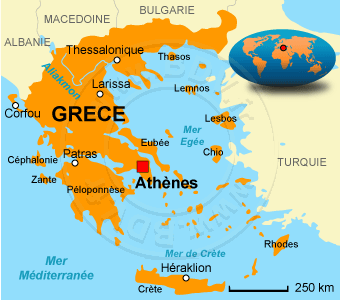 BULGARIE
MACEDOINE
ALBANIE
Thessalonique
Thasos
Aliakmon
Larissa
Lemnos
Corfou
GRECE
Lesbos
Mer
Egée
Eubée
Chio
Céphalonie
Patras
TURQUIE
Zante
Athènes
Péloponnèse
Rhodes
Mer de Crète
Mer
Méditerranée
Héraklion
Crète
250 km